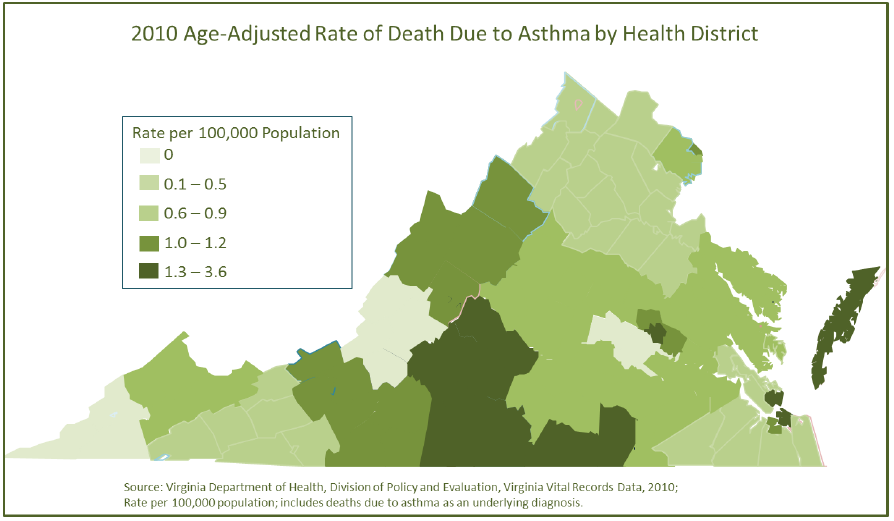 2010 Age-Adjusted Rate of Death Due to Asthma by Health District
Rate per 100,000 Population
0
0.1 – 0.5
0.6 – 0.9
1.0 – 1.2
1.3 – 3.6
Source: Virginia Department of Health, Division of Policy and Evaluation, Virginia Vital Records Data, 2010;
Rate per 100,000 population; includes deaths due to asthma as an underlying diagnosis.